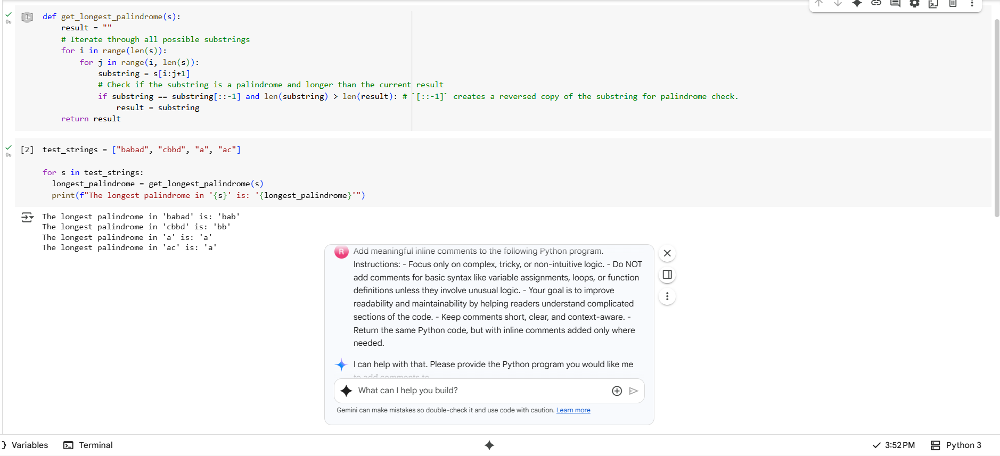 0s
[1]
def get_longest_palindrome(s):
    result = ""
    # Iterate through all possible substrings
    for i in range(len(s)):
        for j in range(i, len(s)):
            substring = s[i:j+1]
            # Check if the substring is a palindrome and longer than the current result
            if substring == substring[::-1] and len(substring) > len(result): # `[::-1]` creates a reversed copy of the substring for palindrome check.
                result = substring
    return result
0s
[2]
test_strings = ["babad", "cbbd", "a", "ac"]
for s in test_strings:
  longest_palindrome = get_longest_palindrome(s)
  print(f"The longest palindrome in '{s}' is: '{longest_palindrome}'")
The longest palindrome in 'babad' is: 'bab'
The longest palindrome in 'cbbd' is: 'bb'
The longest palindrome in 'a' is: 'a'
The longest palindrome in 'ac' is: 'a'
R
Add meaningful inline comments to the following Python program.
Instructions: - Focus only on complex, tricky, or non-intuitive logic. - Do NOT
add comments for basic syntax like variable assignments, loops, or function
definitions unless they involve unusual logic. - Your goal is to improve
readability and maintainability by helping readers understand complicated
sections of the code. - Keep comments short, clear, and context-aware. -
Return the same Python code, but with inline comments added only where
needed.
I can help with that. Please provide the Python program you would like me
to add comments to.
What can I help you build?
Gemini can make mistakes so double-check it and use code with caution. Learn more
} Variables
Terminal
3:52 PM
Python 3